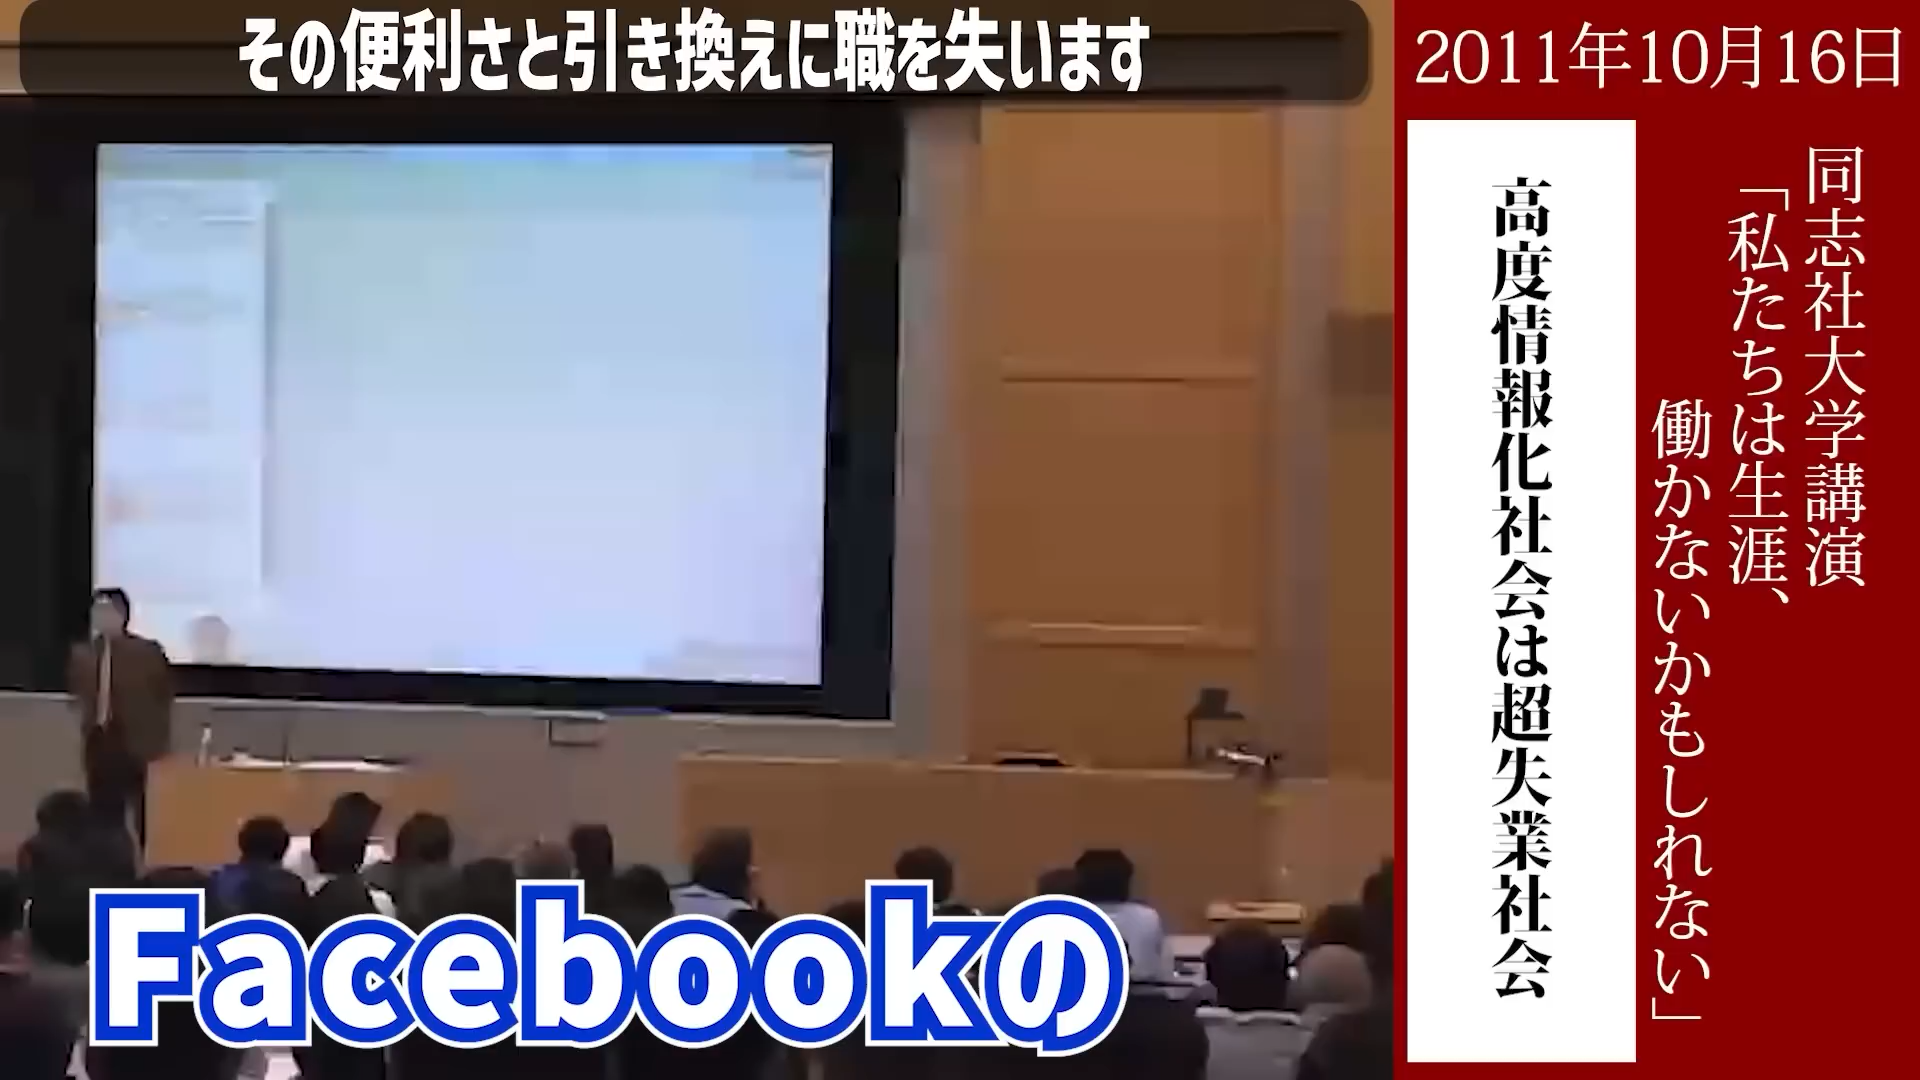 その便利さと引き換えに職を失います
2011年10月16日
同志社大学講演
「私たちは生涯、
働かないかもしれない」
高度情報化社会は超失業社会
Facebookの